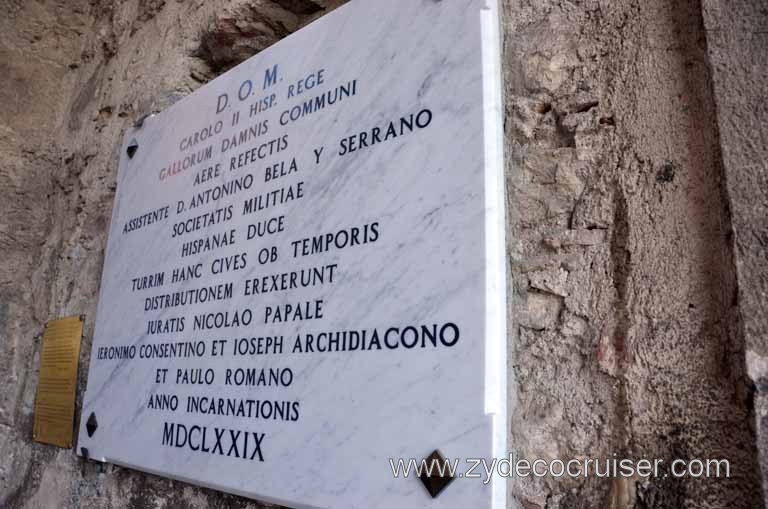 D. O. M.
CAROLO II HISP. REGE
GALLORUM DAMNIS COMMUNI
AERE REFECTIS
ASSISTENTE D. ANTONINO BELA Y SERRANO
SOCIETATIS MILITIAE
HISPANAE DUCE
TURRIM HANC CIVES OB TEMPORIS
DISTRIBUTIONEM EREXERUNT
IURATIS NICOLAO PAPALE
IERONIMO CONSENTINO ET IOSEPH ARCHIDIACONO
ET PAULO ROMANO
ANNO INCARNATIONIS
MDCLXXIX
www.zydecocruiser.com